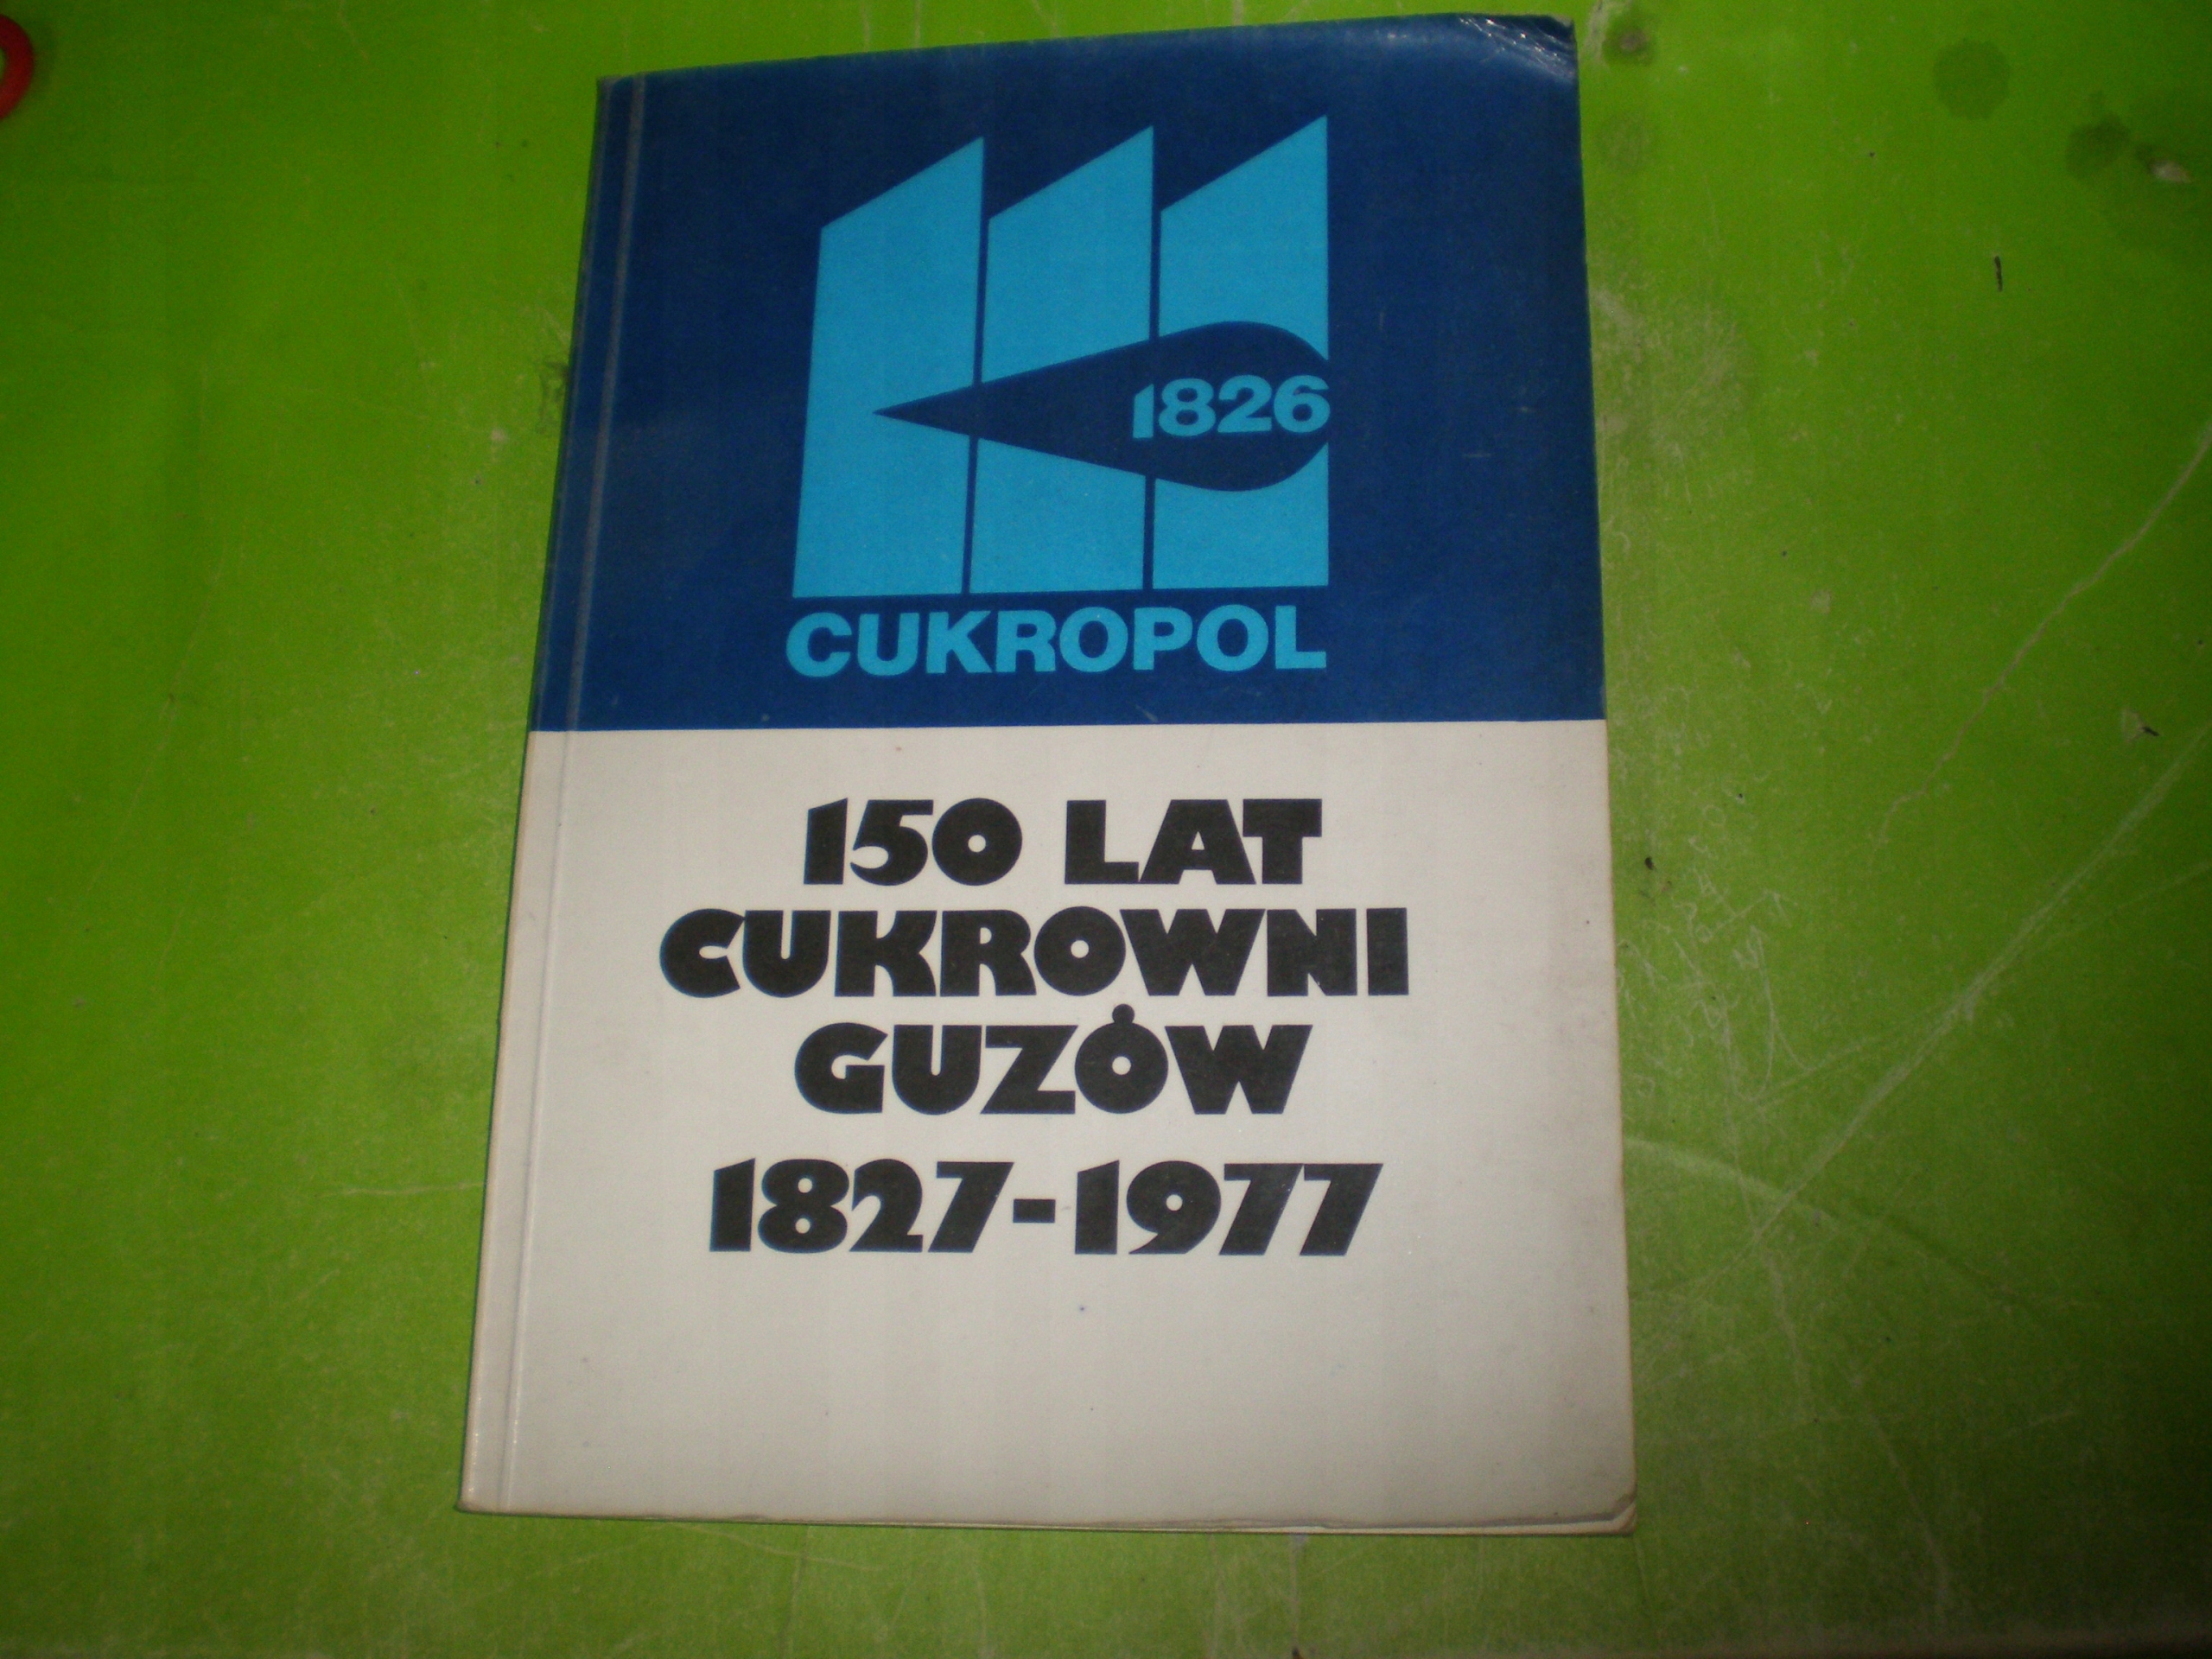 1826
CUKROPOL
150 LAT
CUKROWNI
GUZÓW
1827-1977